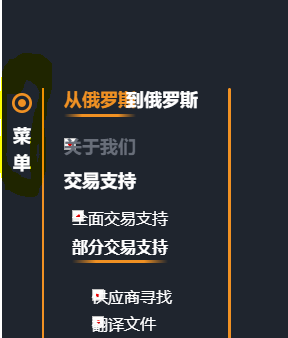 菜单
从俄罗斯到俄罗斯
关于我们
交易支持
全面交易支持
部分交易支持
供应商寻找
翻译文件